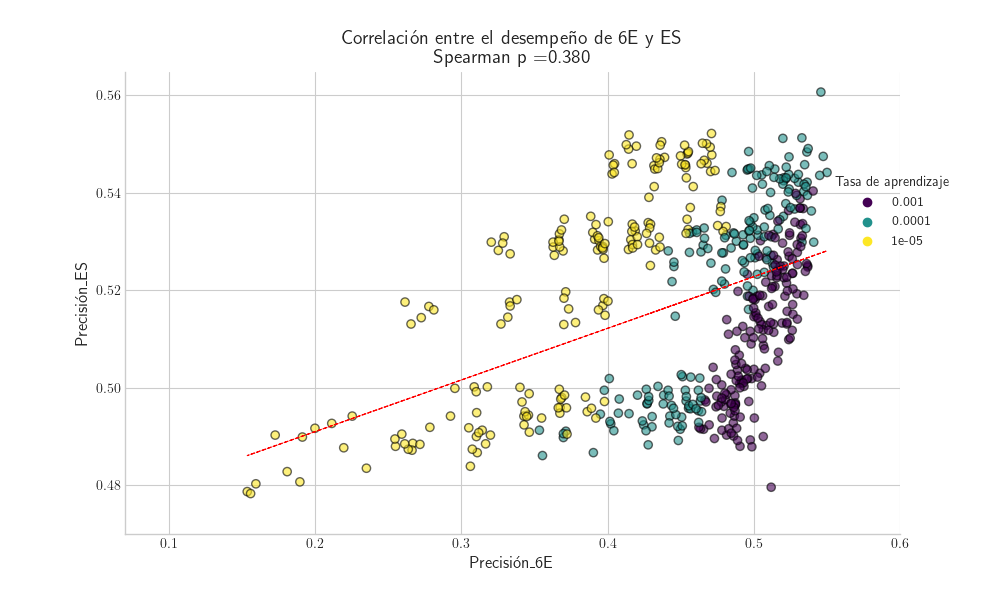 Correlación entre el desempeño de 6E y ES
Spearman p =0.380
0.56
0.54
0.52
0.50
0.48
Precisión_ES
Tasa de aprendizaje
0.001
0.0001
1e-05
0.1
0.2
0.3
0.4
0.5
0.6
Precisión_6E